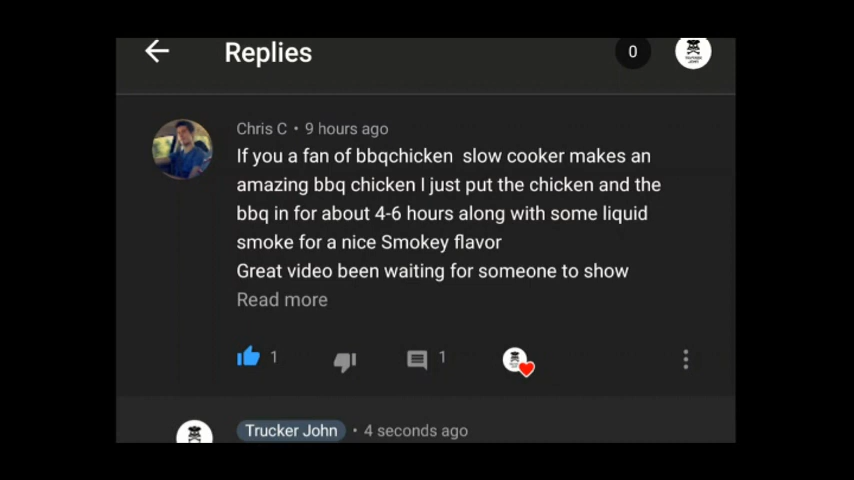 Replies
0
Chris C • 9 hours ago
If you a fan of bbqchicken slow cooker makes an
amazing bbq chicken I just put the chicken and the
bbq in for about 4-6 hours along with some liquid
smoke for a nice Smokey flavor
Great video been waiting for someone to show
Read more
1
1
Trucker John • 4 seconds ago